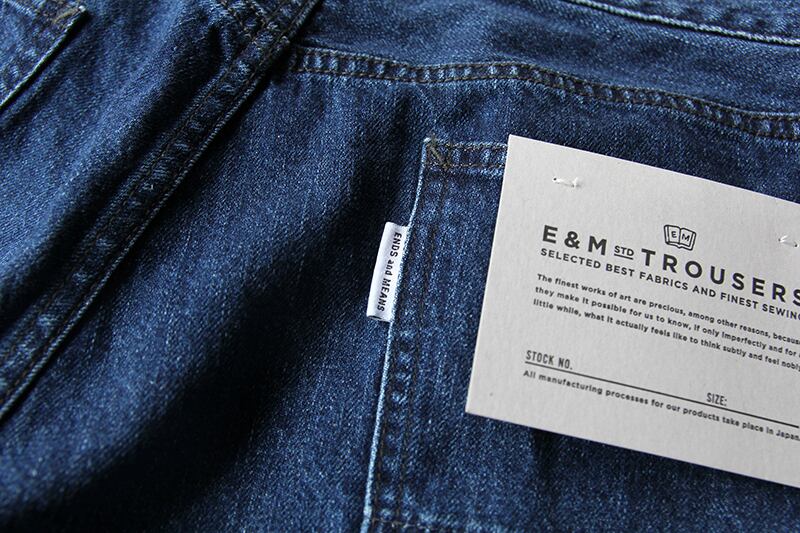 ENDS and MEANS
E M
E&M STD TROUSERS
SELECTED BEST FABRICS AND FINEST SEWING
The finest works of art are precious, among other reasons, because
they make it possible for us to know, if only imperfectly and for a
little while, what it actually feels like to think subtly and feel nobly
STOCK NO.
SIZE:
All manufacturing processes for our products take place in Japan.